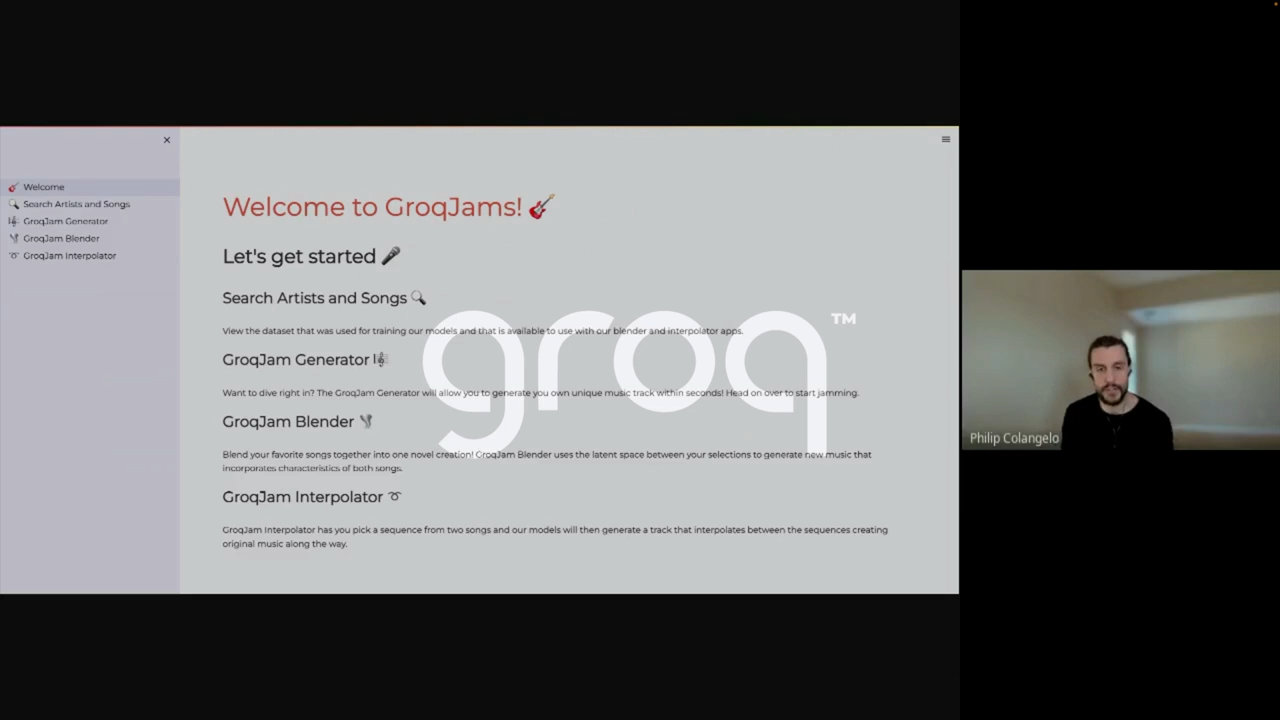 Welcome
Search Artists and Songs
GroqJam Generator
GroqJam Blender
GroqJam Interpolator
Welcome to GroqJams!
Let's get started
Search Artists and Songs
View the dataset that was used for training our models and that is available to use with our blender and interpolator apps.
GroqJam Generator
Want to dive right in? The GroqJam Generator will allow you to generate you own unique music track within seconds! Head on over to start jamming.
GroqJam Blender
Blend your favorite songs together into one novel creation! GroqJam Blender uses the latent space between your selections to generate new music that
incorporates characteristics of both songs.
GroqJam Interpolator
GroqJam Interpolator has you pick a sequence from two songs and our models will then generate a track that interpolates between the sequences creating
original music along the way.
groq™
Philip Colangelo